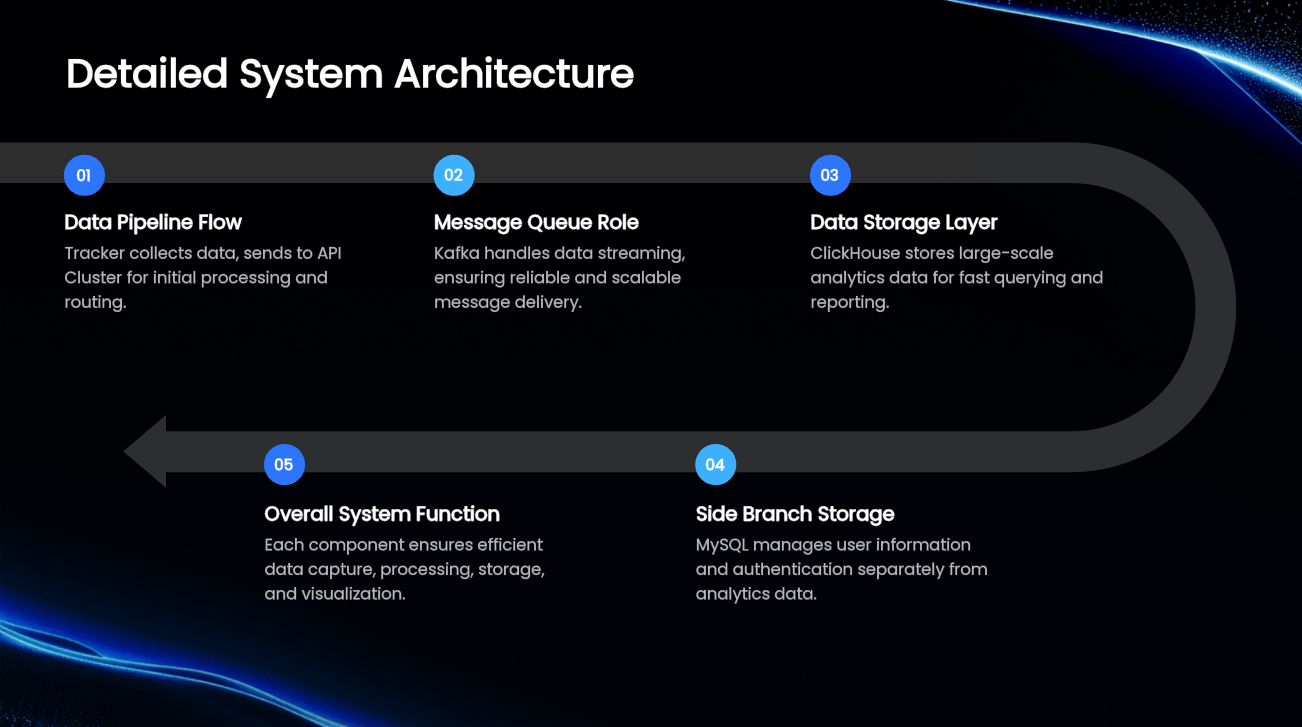 Detailed System Architecture
01
Data Pipeline Flow
Tracker collects data, sends to API
Cluster for initial processing and
routing.
02
Message Queue Role
Kafka handles data streaming,
ensuring reliable and scalable
message delivery.
03
Data Storage Layer
ClickHouse stores large-scale
analytics data for fast querying and
reporting.
04
Side Branch Storage
MySQL manages user information
and authentication separately from
analytics data.
05
Overall System Function
Each component ensures efficient
data capture, processing, storage,
and visualization.